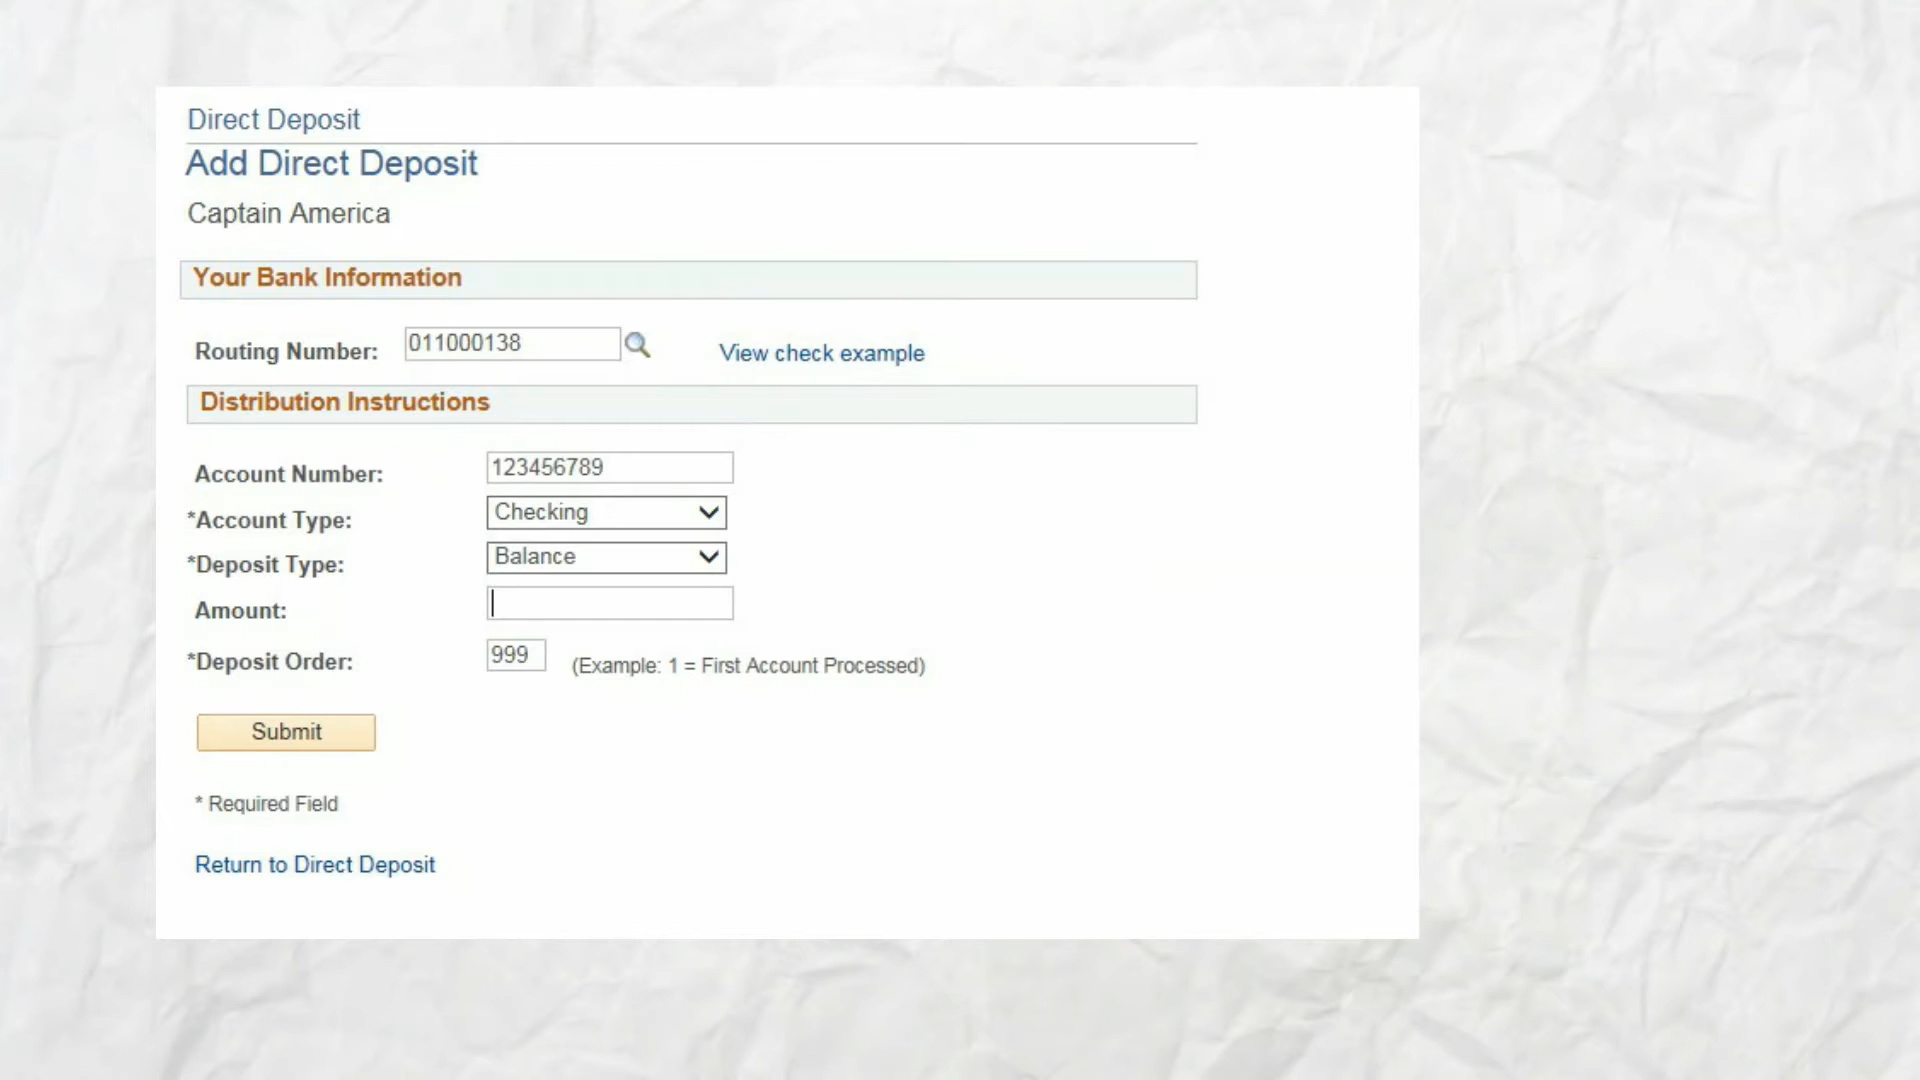 Direct Deposit
Add Direct Deposit
Captain America
Your Bank Information
Routing Number: 011000138 View check example
Distribution Instructions
Account Number: 123456789
*Account Type: Checking
*Deposit Type: Balance
Amount:
*Deposit Order: 999 (Example: 1 = First Account Processed)
Submit
* Required Field
Return to Direct Deposit